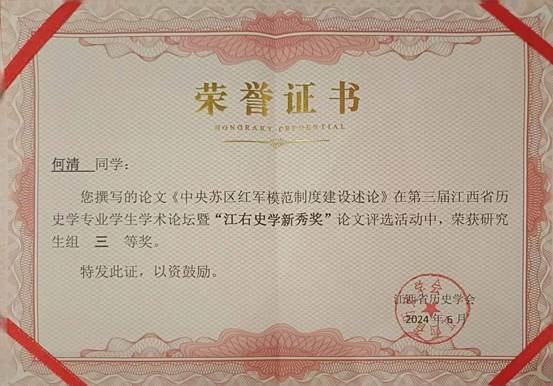 荣誉证书
HONORARY CREDENTIAL
何清 同学：
您撰写的论文《中央苏区红军模范制度建设述论》在第三届江西省历
史学专业学生学术论坛暨“江右史学新秀奖”论文评选活动中，荣获研究
生组 三 等奖。
特发此证，以资鼓励。
江西省历史学会
2024 年 6 月